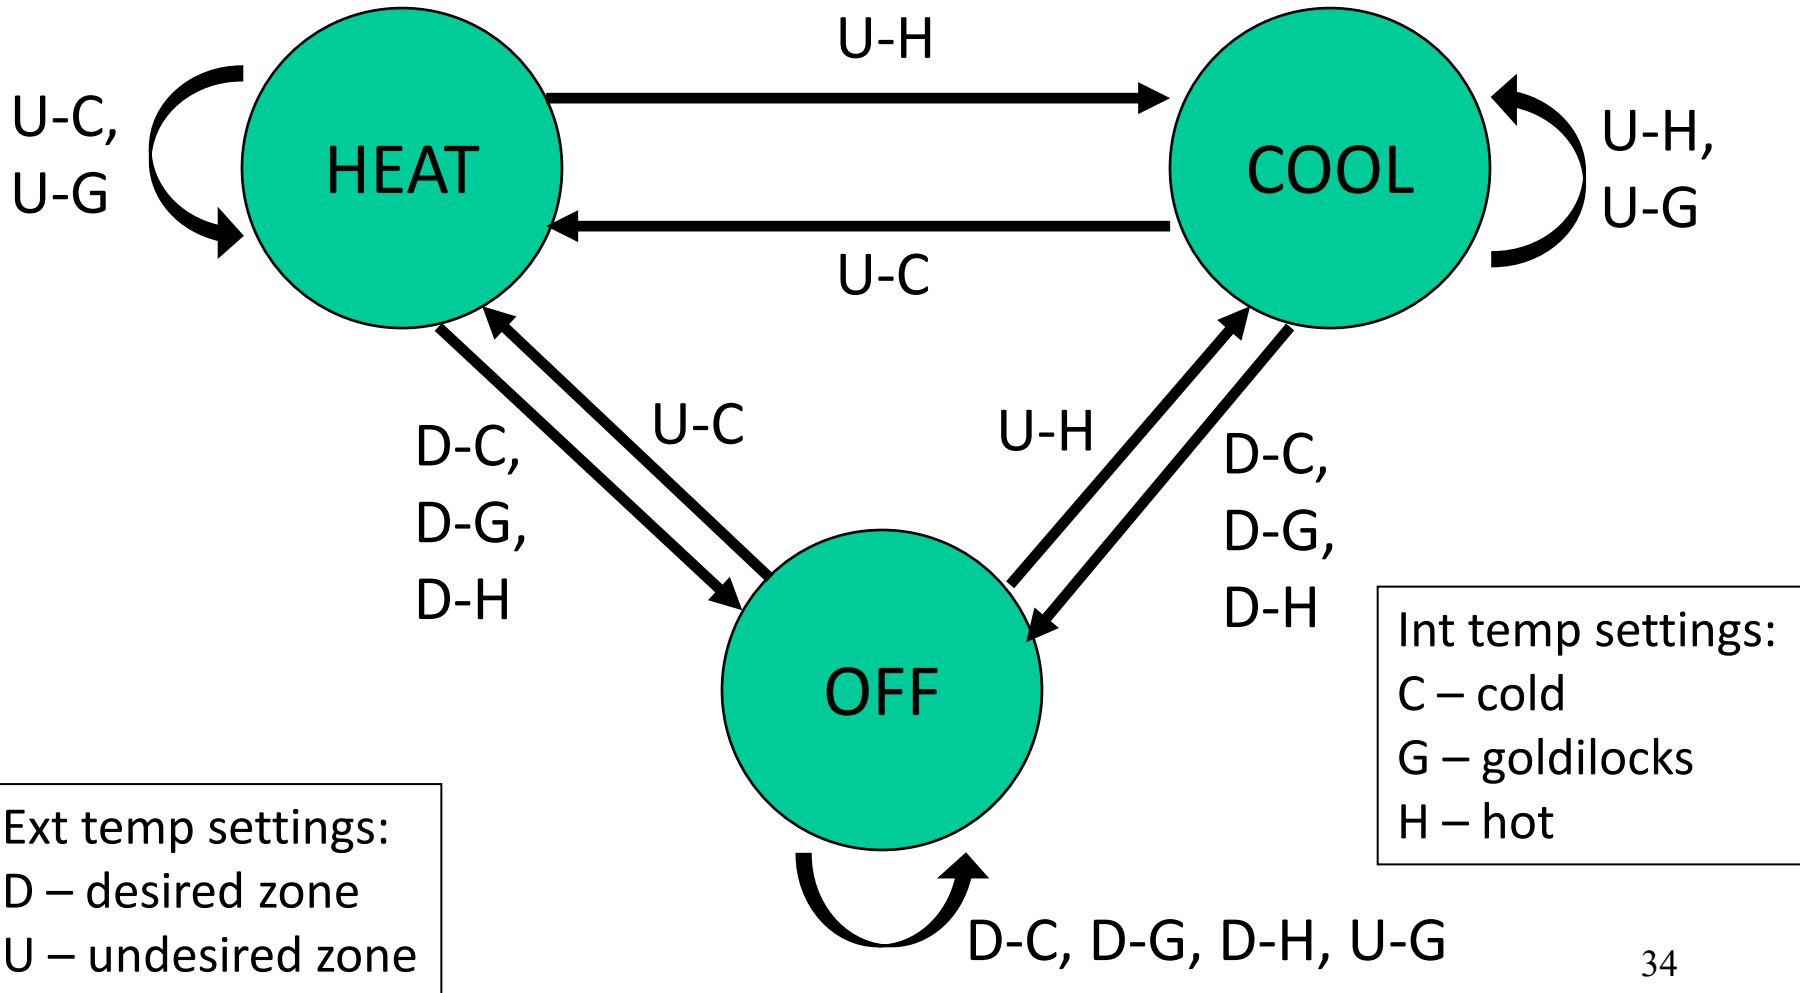 U-H
U-C,
U-G
HEAT
COOL
U-H,
U-G
U-C
D-C,
D-G,
D-H
U-C
U-H
D-C,
D-G,
D-H
OFF
Int temp settings:
C – cold
G – goldilocks
H – hot
Ext temp settings:
D – desired zone
U – undesired zone
D-C, D-G, D-H, U-G
34